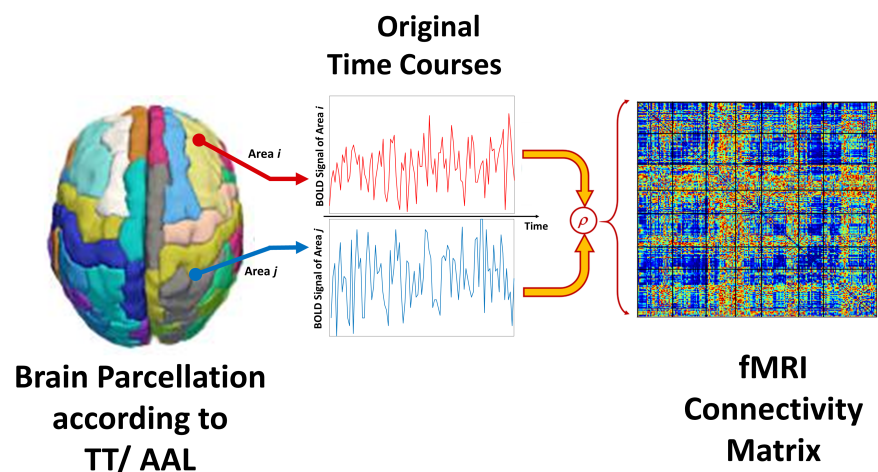 Original
Time Courses
Area i
BOLD Signal of Area i
Time
ρ
Area j
BOLD Signal of Area j
Brain Parcellation
according to
TT/ AAL
fMRI
Connectivity
Matrix